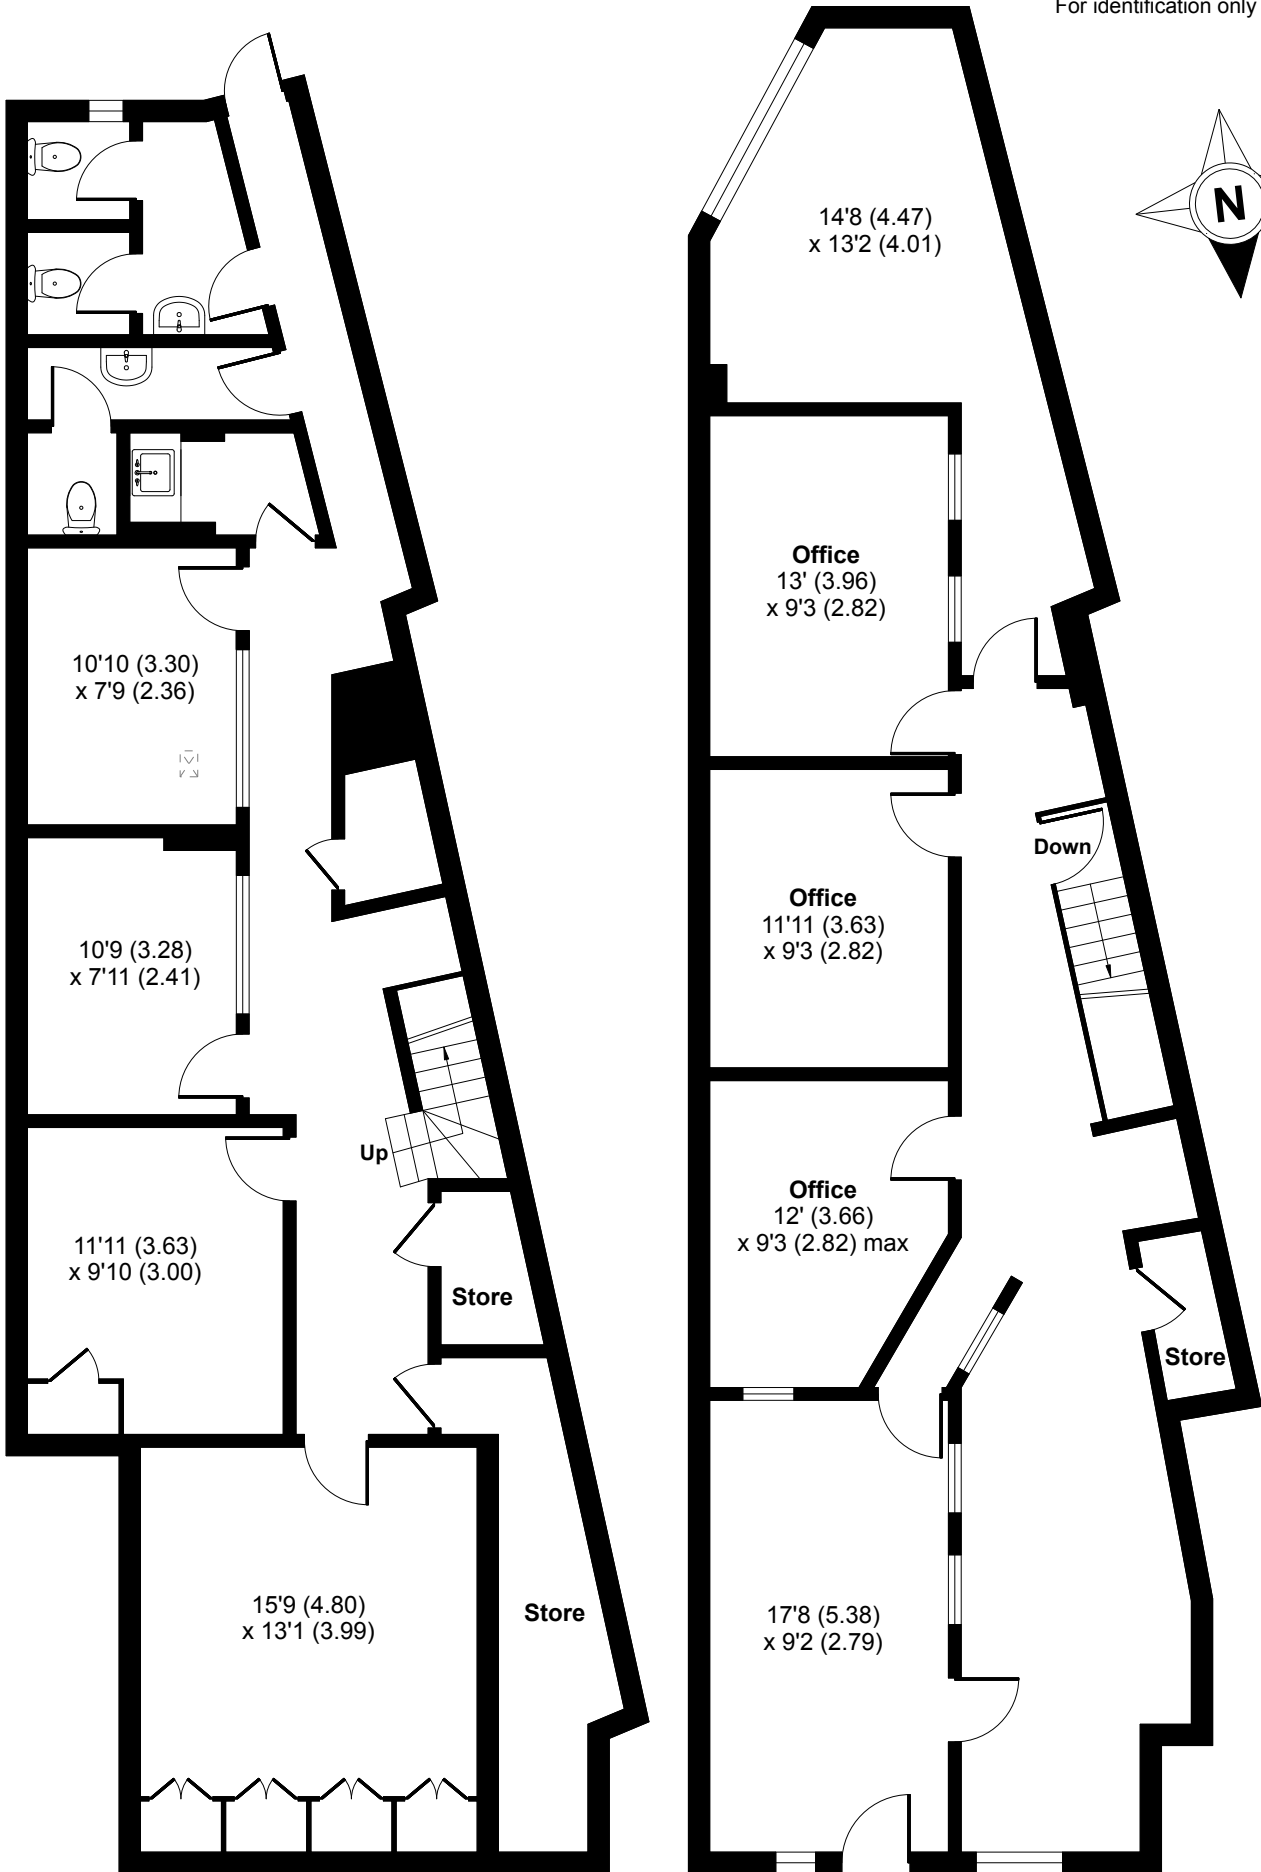 For identification only
N
14'8 (4.47)
x 13'2 (4.01)
Office
13' (3.96)
x 9'3 (2.82)
10'10 (3.30)
x 7'9 (2.36)
Down
Office
11'11 (3.63)
x 9'3 (2.82)
10'9 (3.28)
x 7'11 (2.41)
Up
Office
12' (3.66)
x 9'3 (2.82) max
11'11 (3.63)
x 9'10 (3.00)
Store
Store
15'9 (4.80)
x 13'1 (3.99)
Store
17'8 (5.38)
x 9'2 (2.79)